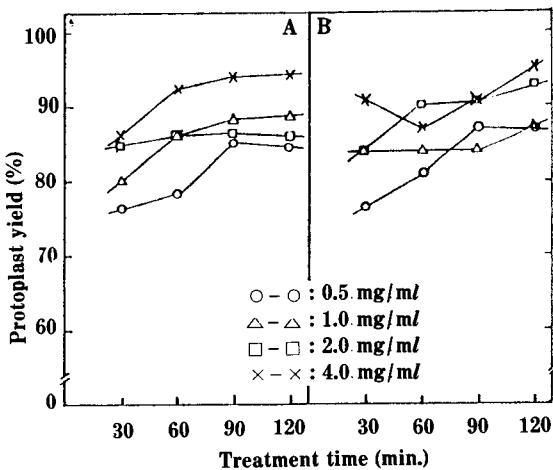 100
A
B
90
80
70
60
0
Protoplast yield (%)
○ – ○ : 0.5 mg/ml
△ – △ : 1.0 mg/ml
□ – □ : 2.0 mg/ml
× – × : 4.0 mg/ml
30 60 90 120 30 60 90 120
Treatment time (min.)